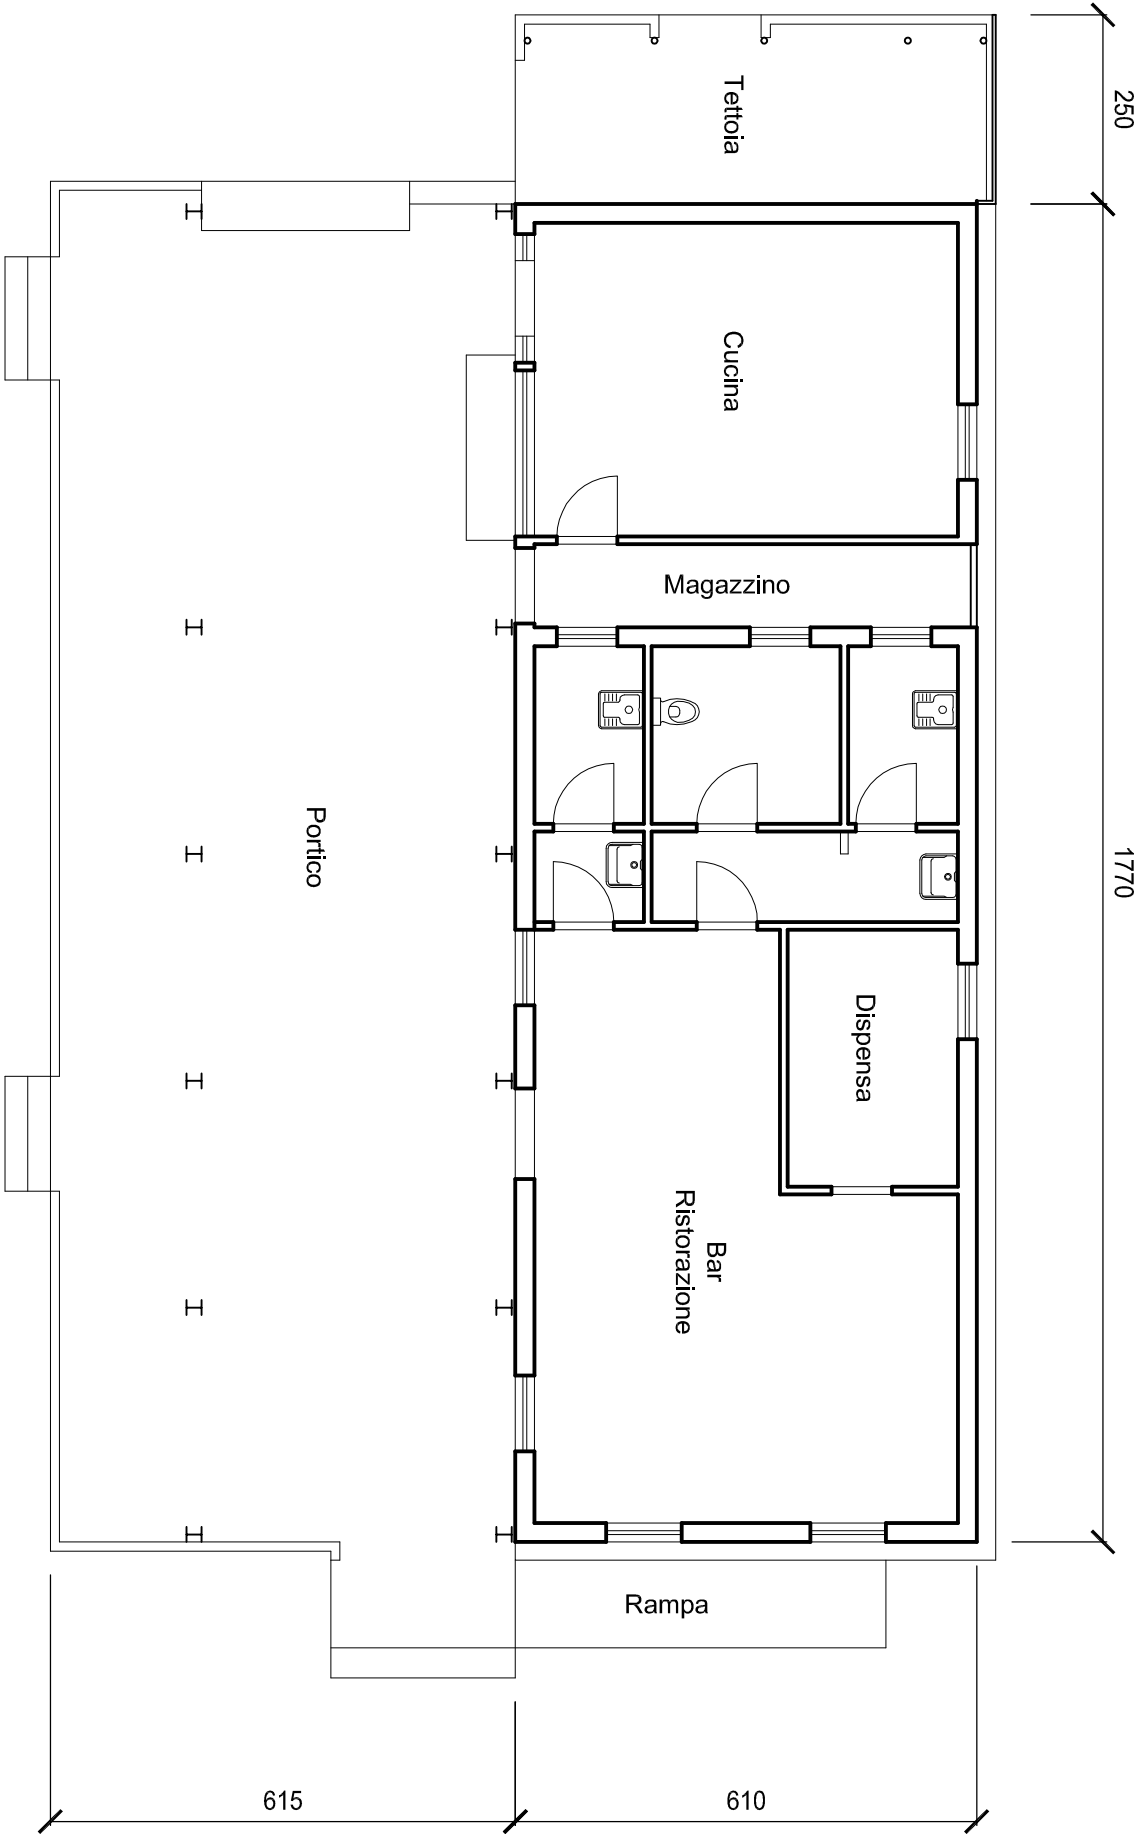 250
Tettoia
Cucina
Magazzino
1770
Portico
Dispensa
Bar
Ristorazione
Rampa
615
610